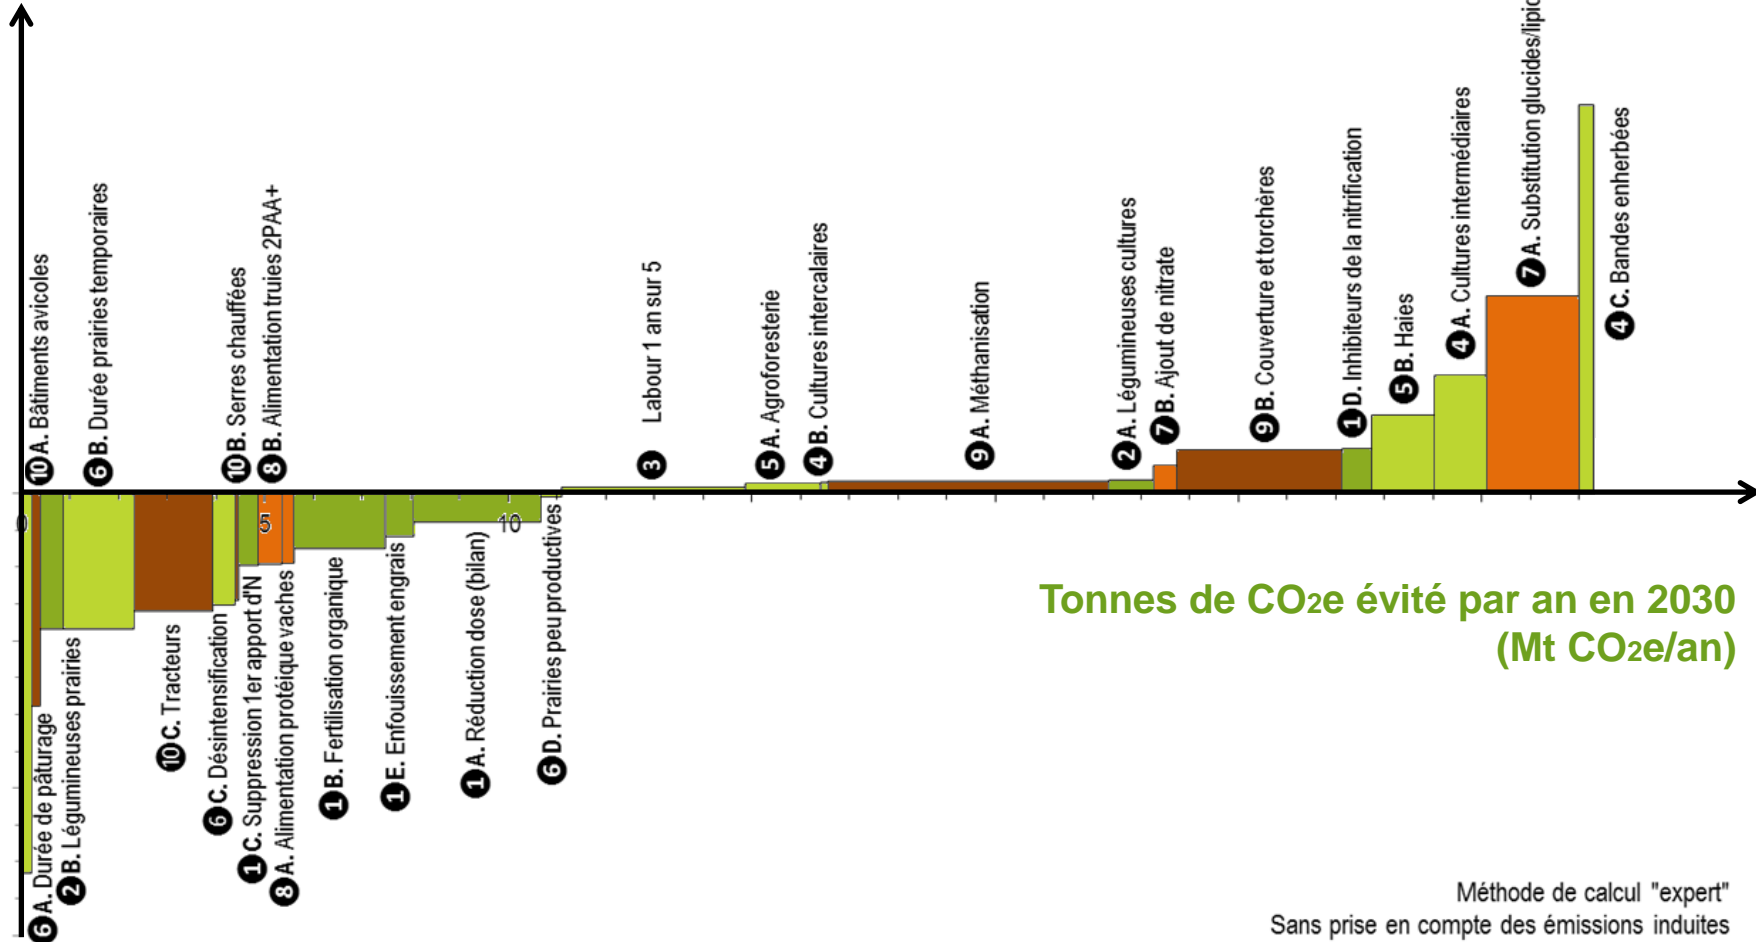 10 A. Bâtiments avicoles
6 B. Durée prairies temporaires
10 B. Serres chauffées
8 B. Alimentation truies 2PAA+
3 Labour 1 an sur 5
5 A. Agroforesterie
4 B. Cultures intercalaires
9 A. Méthanisation
2 A. Légumineuses cultures
7 B. Ajout de nitrate
9 B. Couverture et torchères
1 D. Inhibiteurs de la nitrification
5 B. Haies
4 A. Cultures intermédiaires
7 A. Substitution glucides/
4 C. Bandes enherbées
0 5 10
6 A. Durée de pâturage
2 B. Légumineuses prairies
10 C. Tracteurs
6 C. Désintensification
1 C. Suppression 1er apport d'N
8 A. Alimentation protéique vaches
1 B. Fertilisation organique
1 E. Enfouissement engrais
1 A. Réduction dose (bilan)
6 D. Prairies peu productives
Tonnes de CO2e évité par an en 2030
(Mt CO2e/an)
Méthode de calcul "expert"
Sans prise en compte des émissions induites